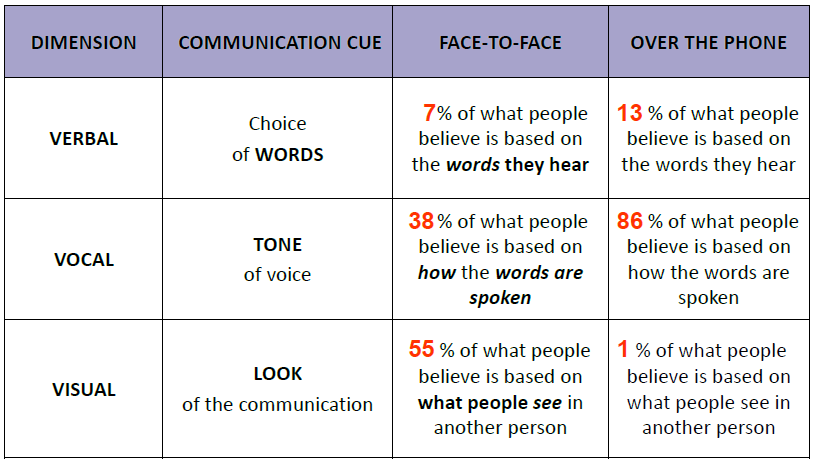 DIMENSION
COMMUNICATION CUE
FACE-TO-FACE
OVER THE PHONE
VERBAL
Choice
of WORDS
7% of what people
believe is based on
the words they hear
13 % of what people
believe is based on
the words they hear
VOCAL
TONE
of voice
38 % of what people
believe is based on
how the words are
spoken
86 % of what people
believe is based on
how the words are
spoken
VISUAL
LOOK
of the communication
55 % of what people
believe is based on
what people see in
another person
1 % of what people
believe is based on
what people see in
another person